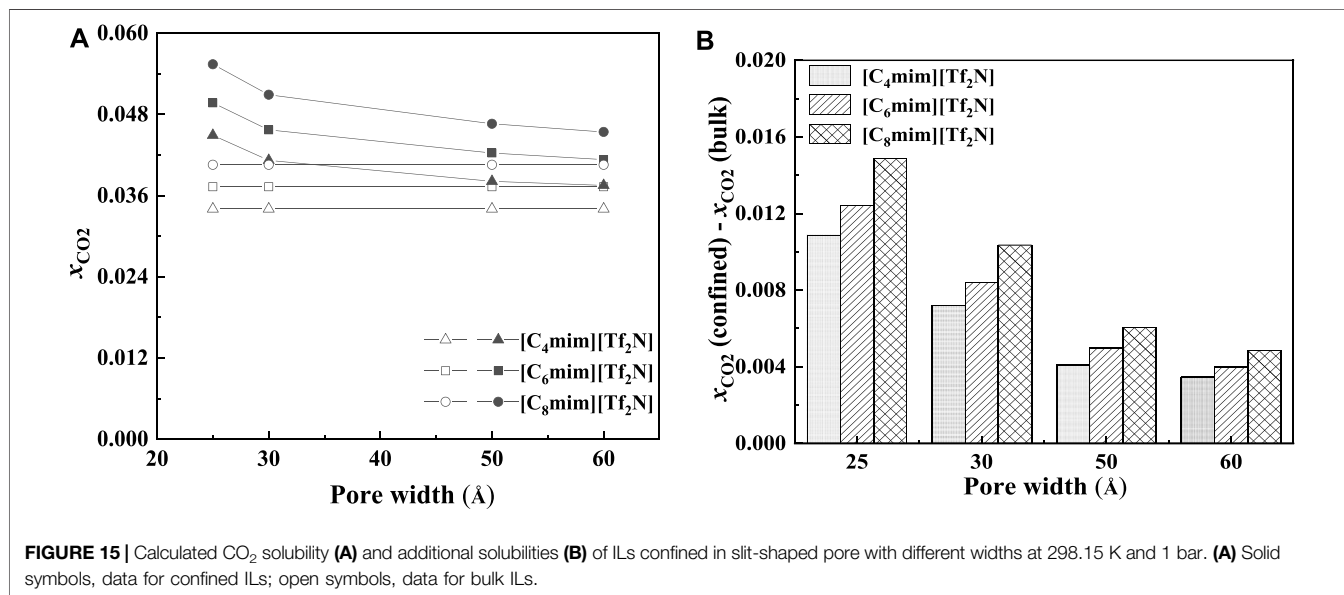 A
0.060
0.048
0.036
0.024
0.012
0.000
x_CO2
20 30 40 50 60
Pore width (Å)
[C4mim][Tf2N]
[C6mim][Tf2N]
[C8mim][Tf2N]
B
0.020
0.016
0.012
0.008
0.004
0.000
x_CO2 (confined) - x_CO2 (bulk)
25 30 50 60
Pore width (Å)
[C4mim][Tf2N]
[C6mim][Tf2N]
[C8mim][Tf2N]
FIGURE 15 | Calculated CO2 solubility (A) and additional solubilities (B) of ILs confined in slit-shaped pore with different widths at 298.15 K and 1 bar. (A) Solid
symbols, data for confined ILs; open symbols, data for bulk ILs.